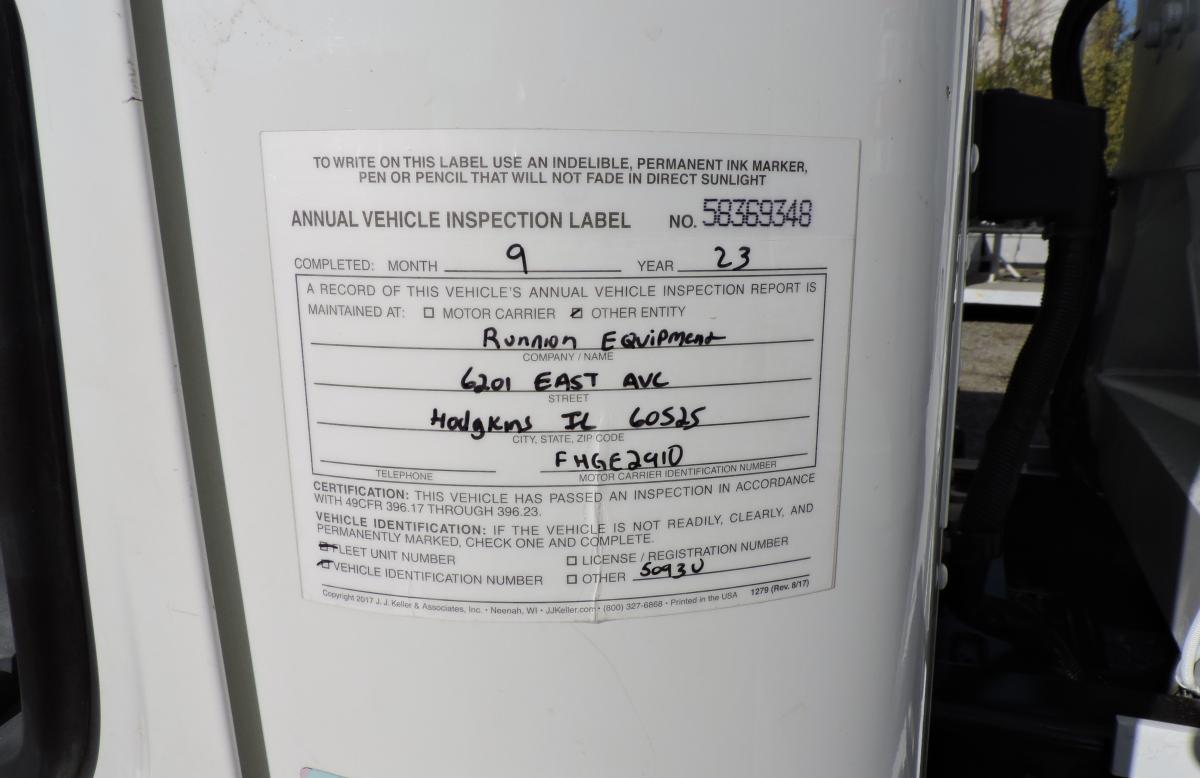 TO WRITE ON THIS LABEL USE AN INDELIBLE, PERMANENT INK MARKER,
PEN OR PENCIL THAT WILL NOT FADE IN DIRECT SUNLIGHT
ANNUAL VEHICLE INSPECTION LABEL NO. 58369348
COMPLETED: MONTH 9 YEAR 23
A RECORD OF THIS VEHICLE'S ANNUAL VEHICLE INSPECTION REPORT IS
MAINTAINED AT: ☐ MOTOR CARRIER ☑ OTHER ENTITY
Runnion EQuiPment
COMPANY / NAME
6201 EAST AVE
STREET
Hodgkins IL 60525
CITY, STATE, ZIP CODE
FHGE2910
TELEPHONE MOTOR CARRIER IDENTIFICATION NUMBER
CERTIFICATION: THIS VEHICLE HAS PASSED AN INSPECTION IN ACCORDANCE
WITH 49CFR 396.17 THROUGH 396.23.
VEHICLE IDENTIFICATION: IF THE VEHICLE IS NOT READILY, CLEARLY, AND
PERMANENTLY MARKED, CHECK ONE AND COMPLETE.
☑ FLEET UNIT NUMBER ☐ LICENSE / REGISTRATION NUMBER
☑ VEHICLE IDENTIFICATION NUMBER ☐ OTHER 5093U
Copyright 2017 J. J. Keller & Associates, Inc. • Neenah, WI • JJKeller.com • (800) 327-6868 • Printed in the USA 1279 (Rev. 8/17)